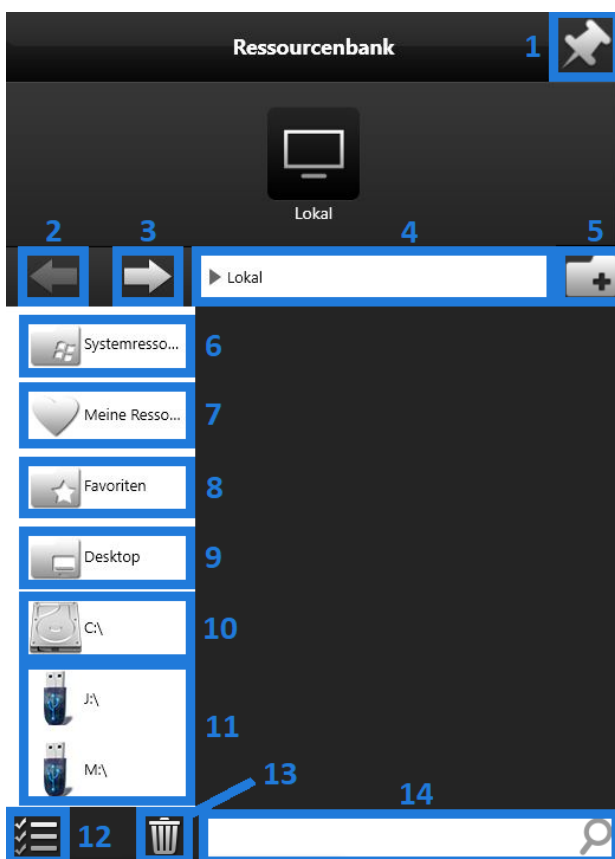 Ressourcenbank
1
Lokal
2
3
4
5
Lokal
Systemresso...
6
Meine Resso...
7
Favoriten
8
Desktop
9
C:\
10
J:\
11
M:\
13
14
12